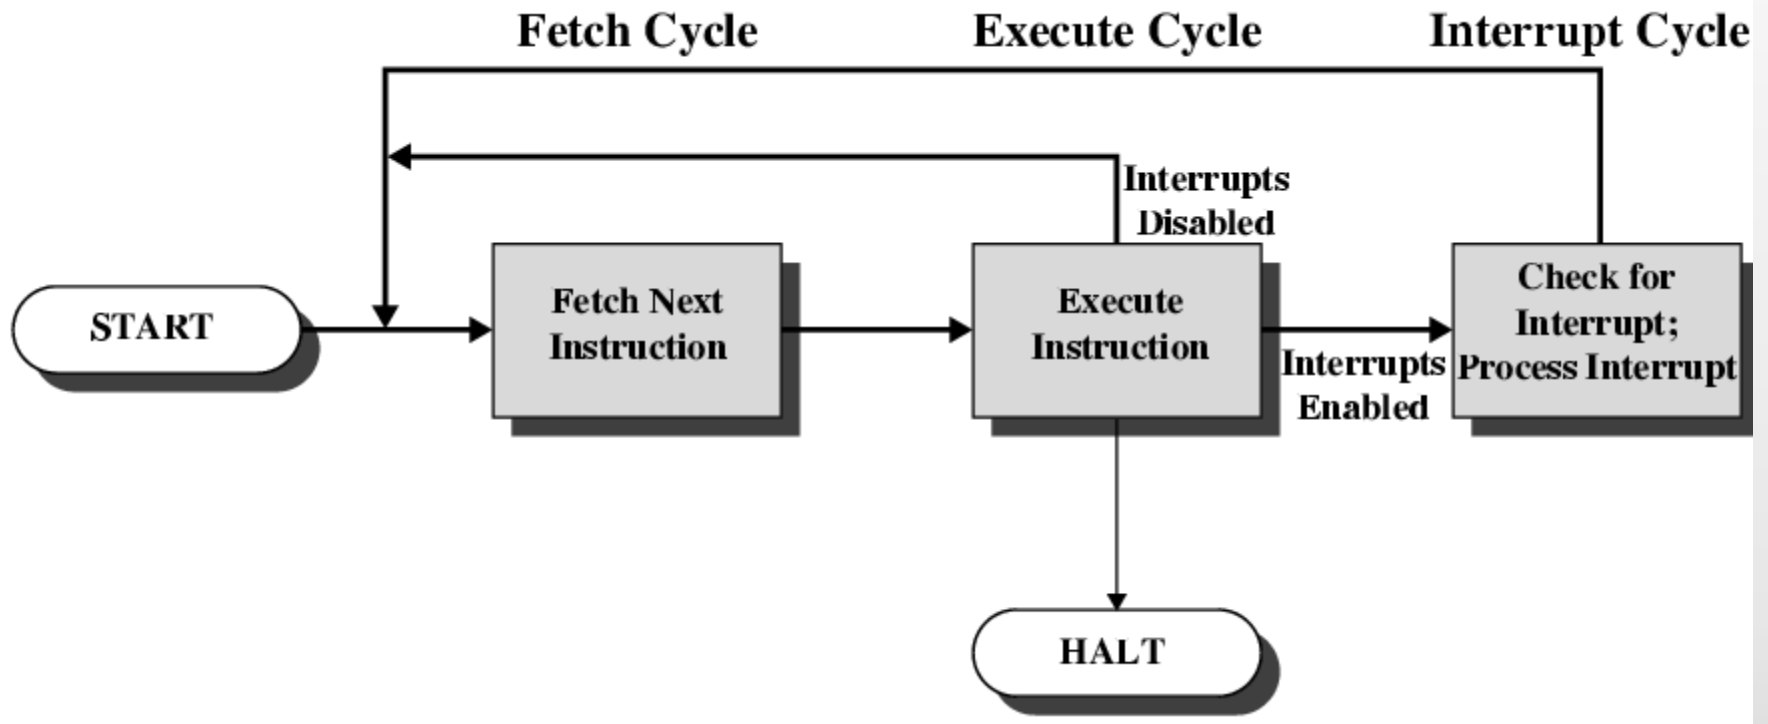 Fetch Cycle
Execute Cycle
Interrupt Cycle
Interrupts
Disabled
START
Fetch Next
Instruction
Execute
Instruction
Interrupts
Enabled
Check for
Interrupt;
Process Interrupt
HALT